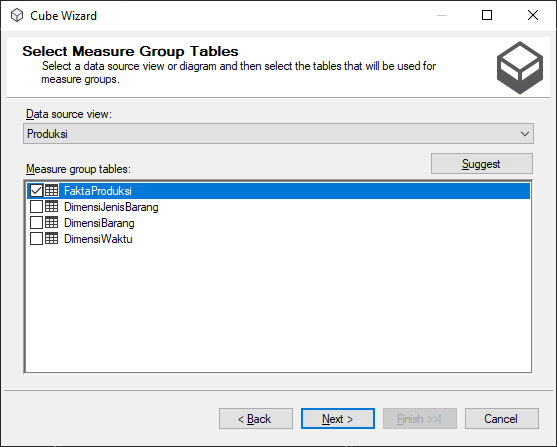 Cube Wizard
Select Measure Group Tables
Select a data source view or diagram and then select the tables that will be used for
measure groups.
Data source view:
Produksi
Measure group tables:
Suggest
FaktaProduksi
DimensiJenisBarang
DimensiBarang
DimensiWaktu
< Back
Next >
Finish >>|
Cancel